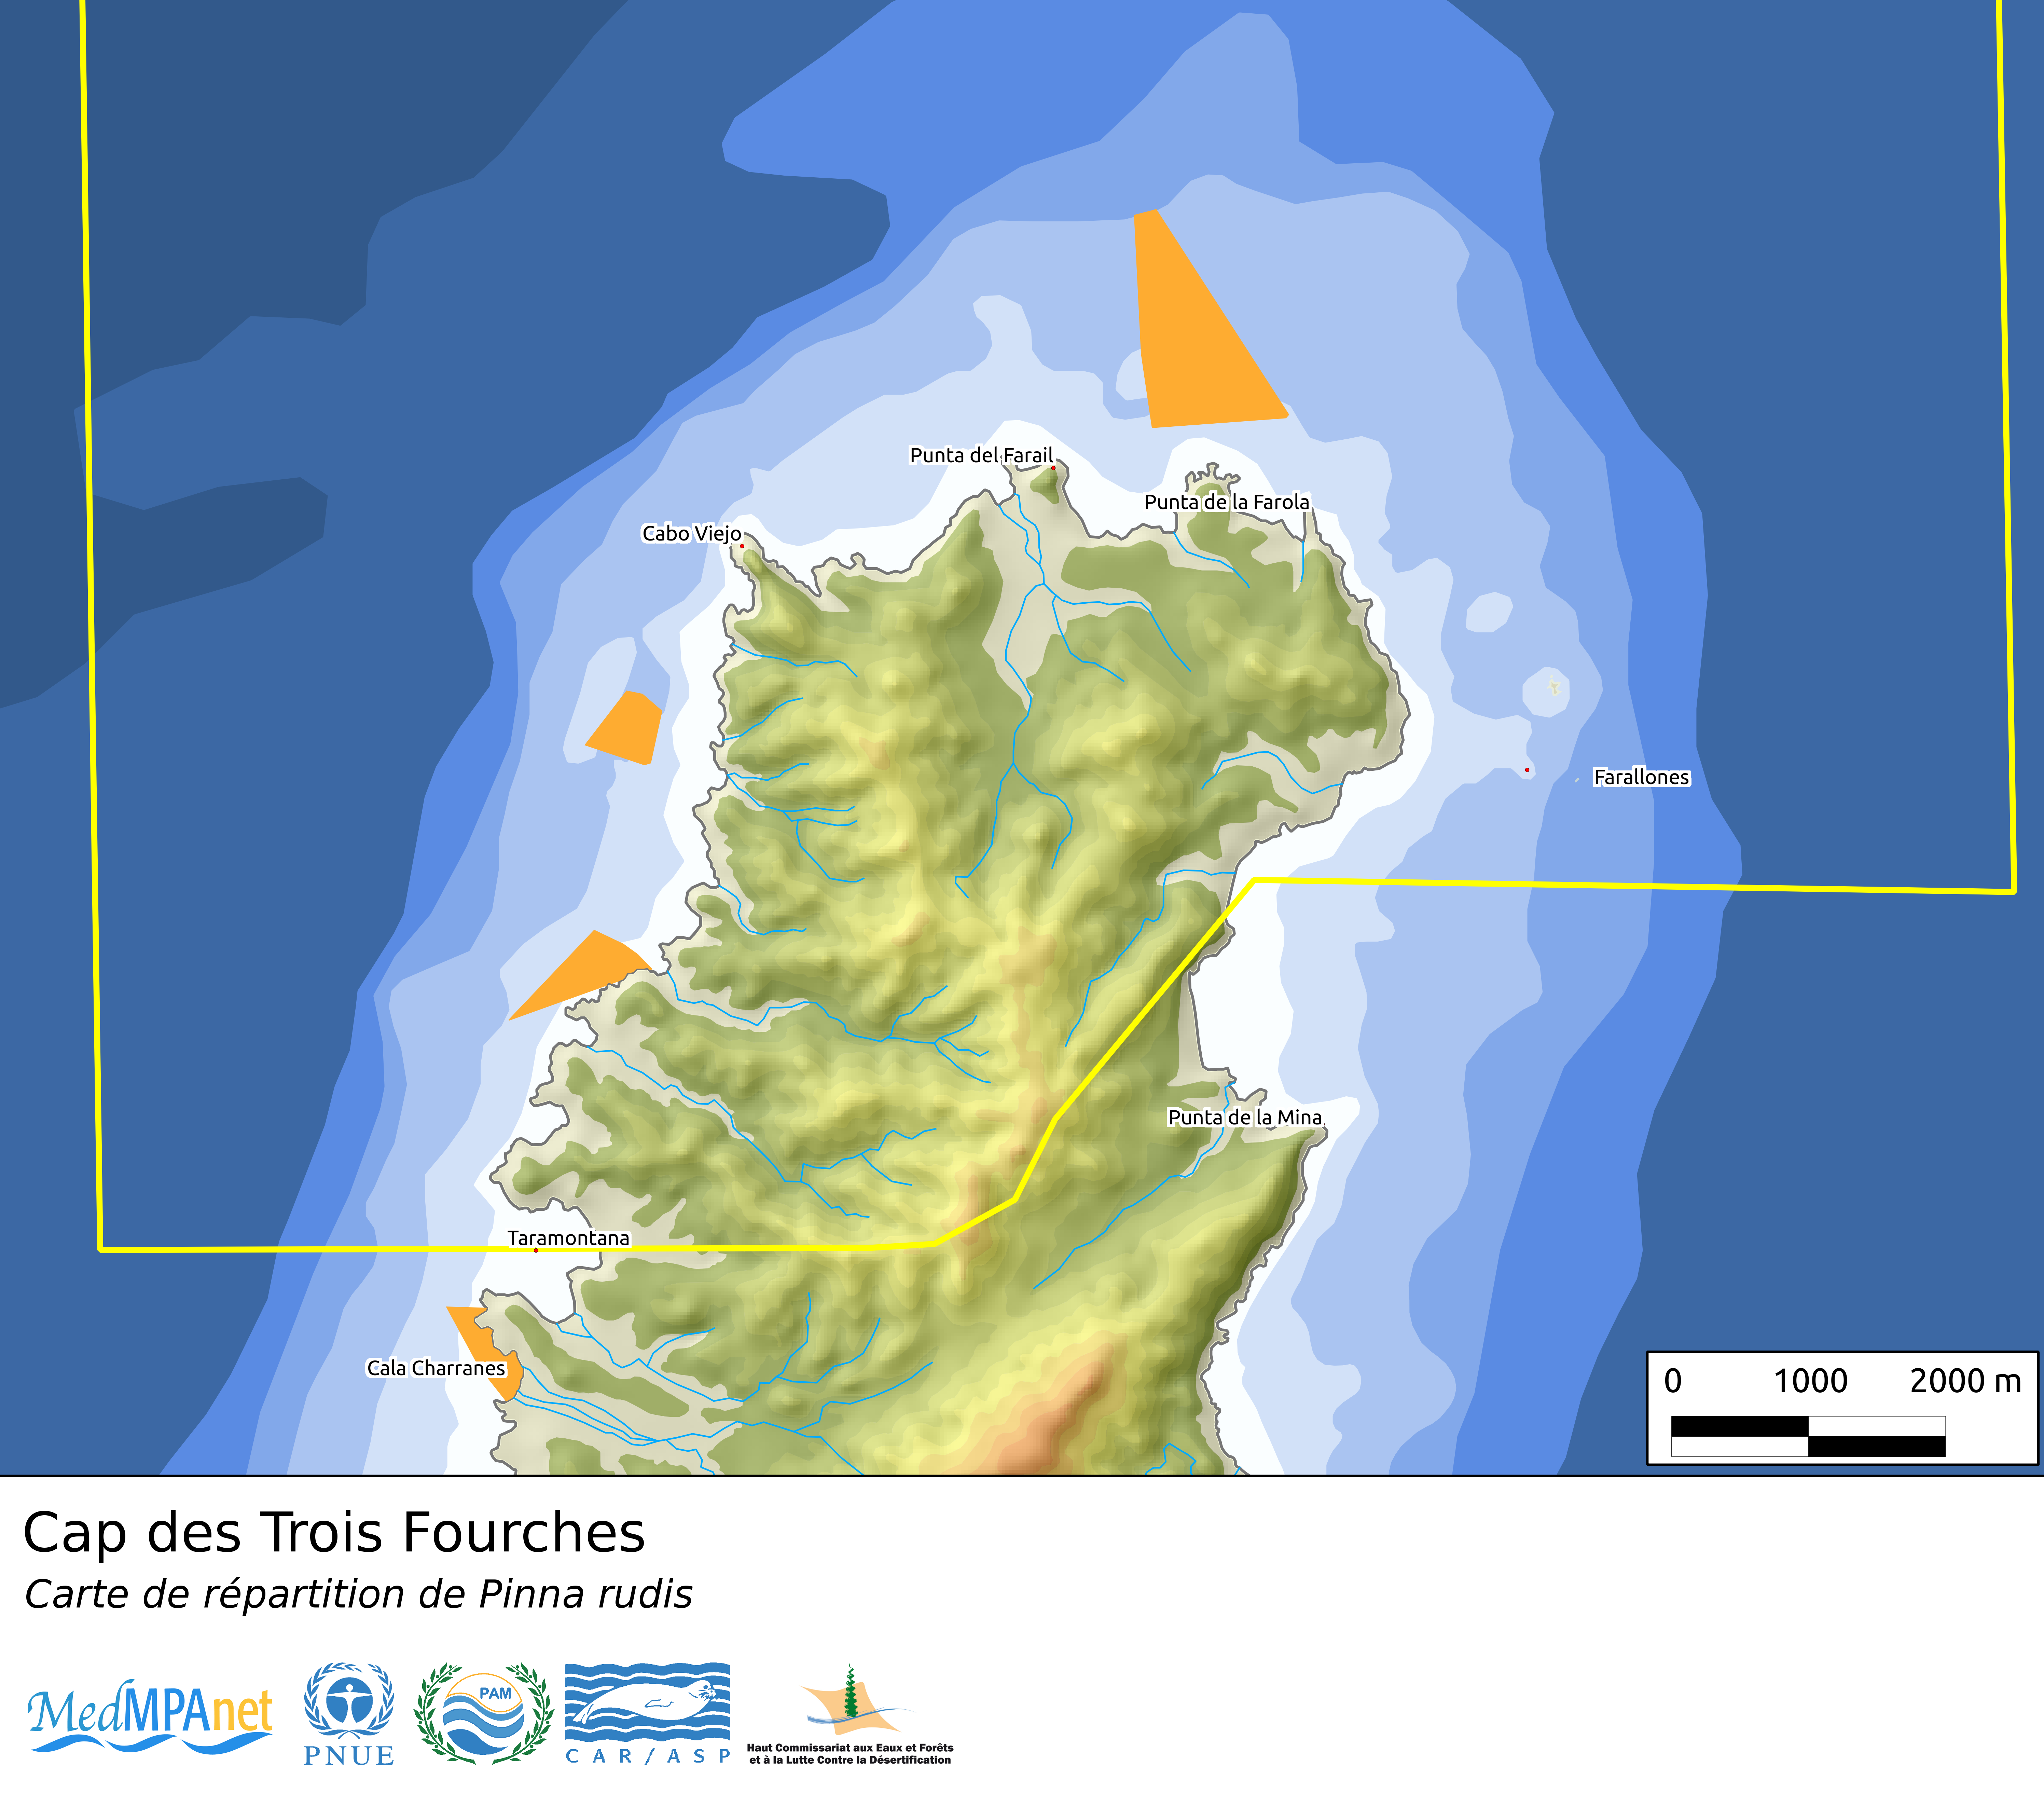 Punta del Farail
Punta de la Farola
Cabo Viejo
Farallones
Punta de la Mina
Taramontana
Cala Charranes
0 1000 2000 m
Cap des Trois Fourches
Carte de répartition de Pinna rudis
MedMPAnet
PNUE
PAM
CAR/ASP
Haut Commissariat aux Eaux et Forêts
et à la Lutte Contre la Désertification